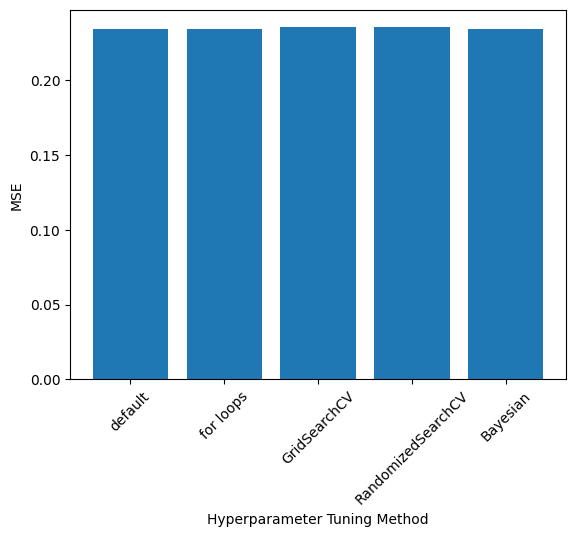 0.20
0.15
0.10
0.05
0.00
MSE
default
for loops
GridSearchCV
RandomizedSearchCV
Bayesian
Hyperparameter Tuning Method